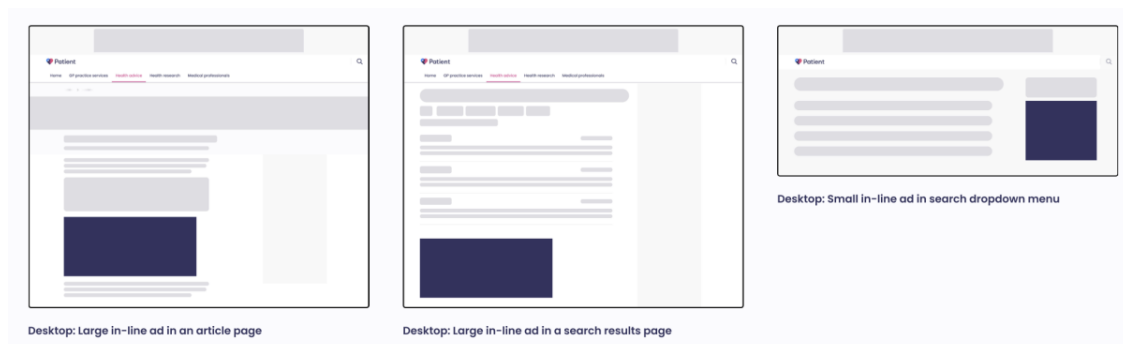 Patient
Home GP practice services Health advice Health research Medical professionals
Desktop: Large in-line ad in an article page
Patient
Home GP practice services Health advice Health research Medical professionals
Desktop: Large in-line ad in a search results page
Patient
Desktop: Small in-line ad in search dropdown menu